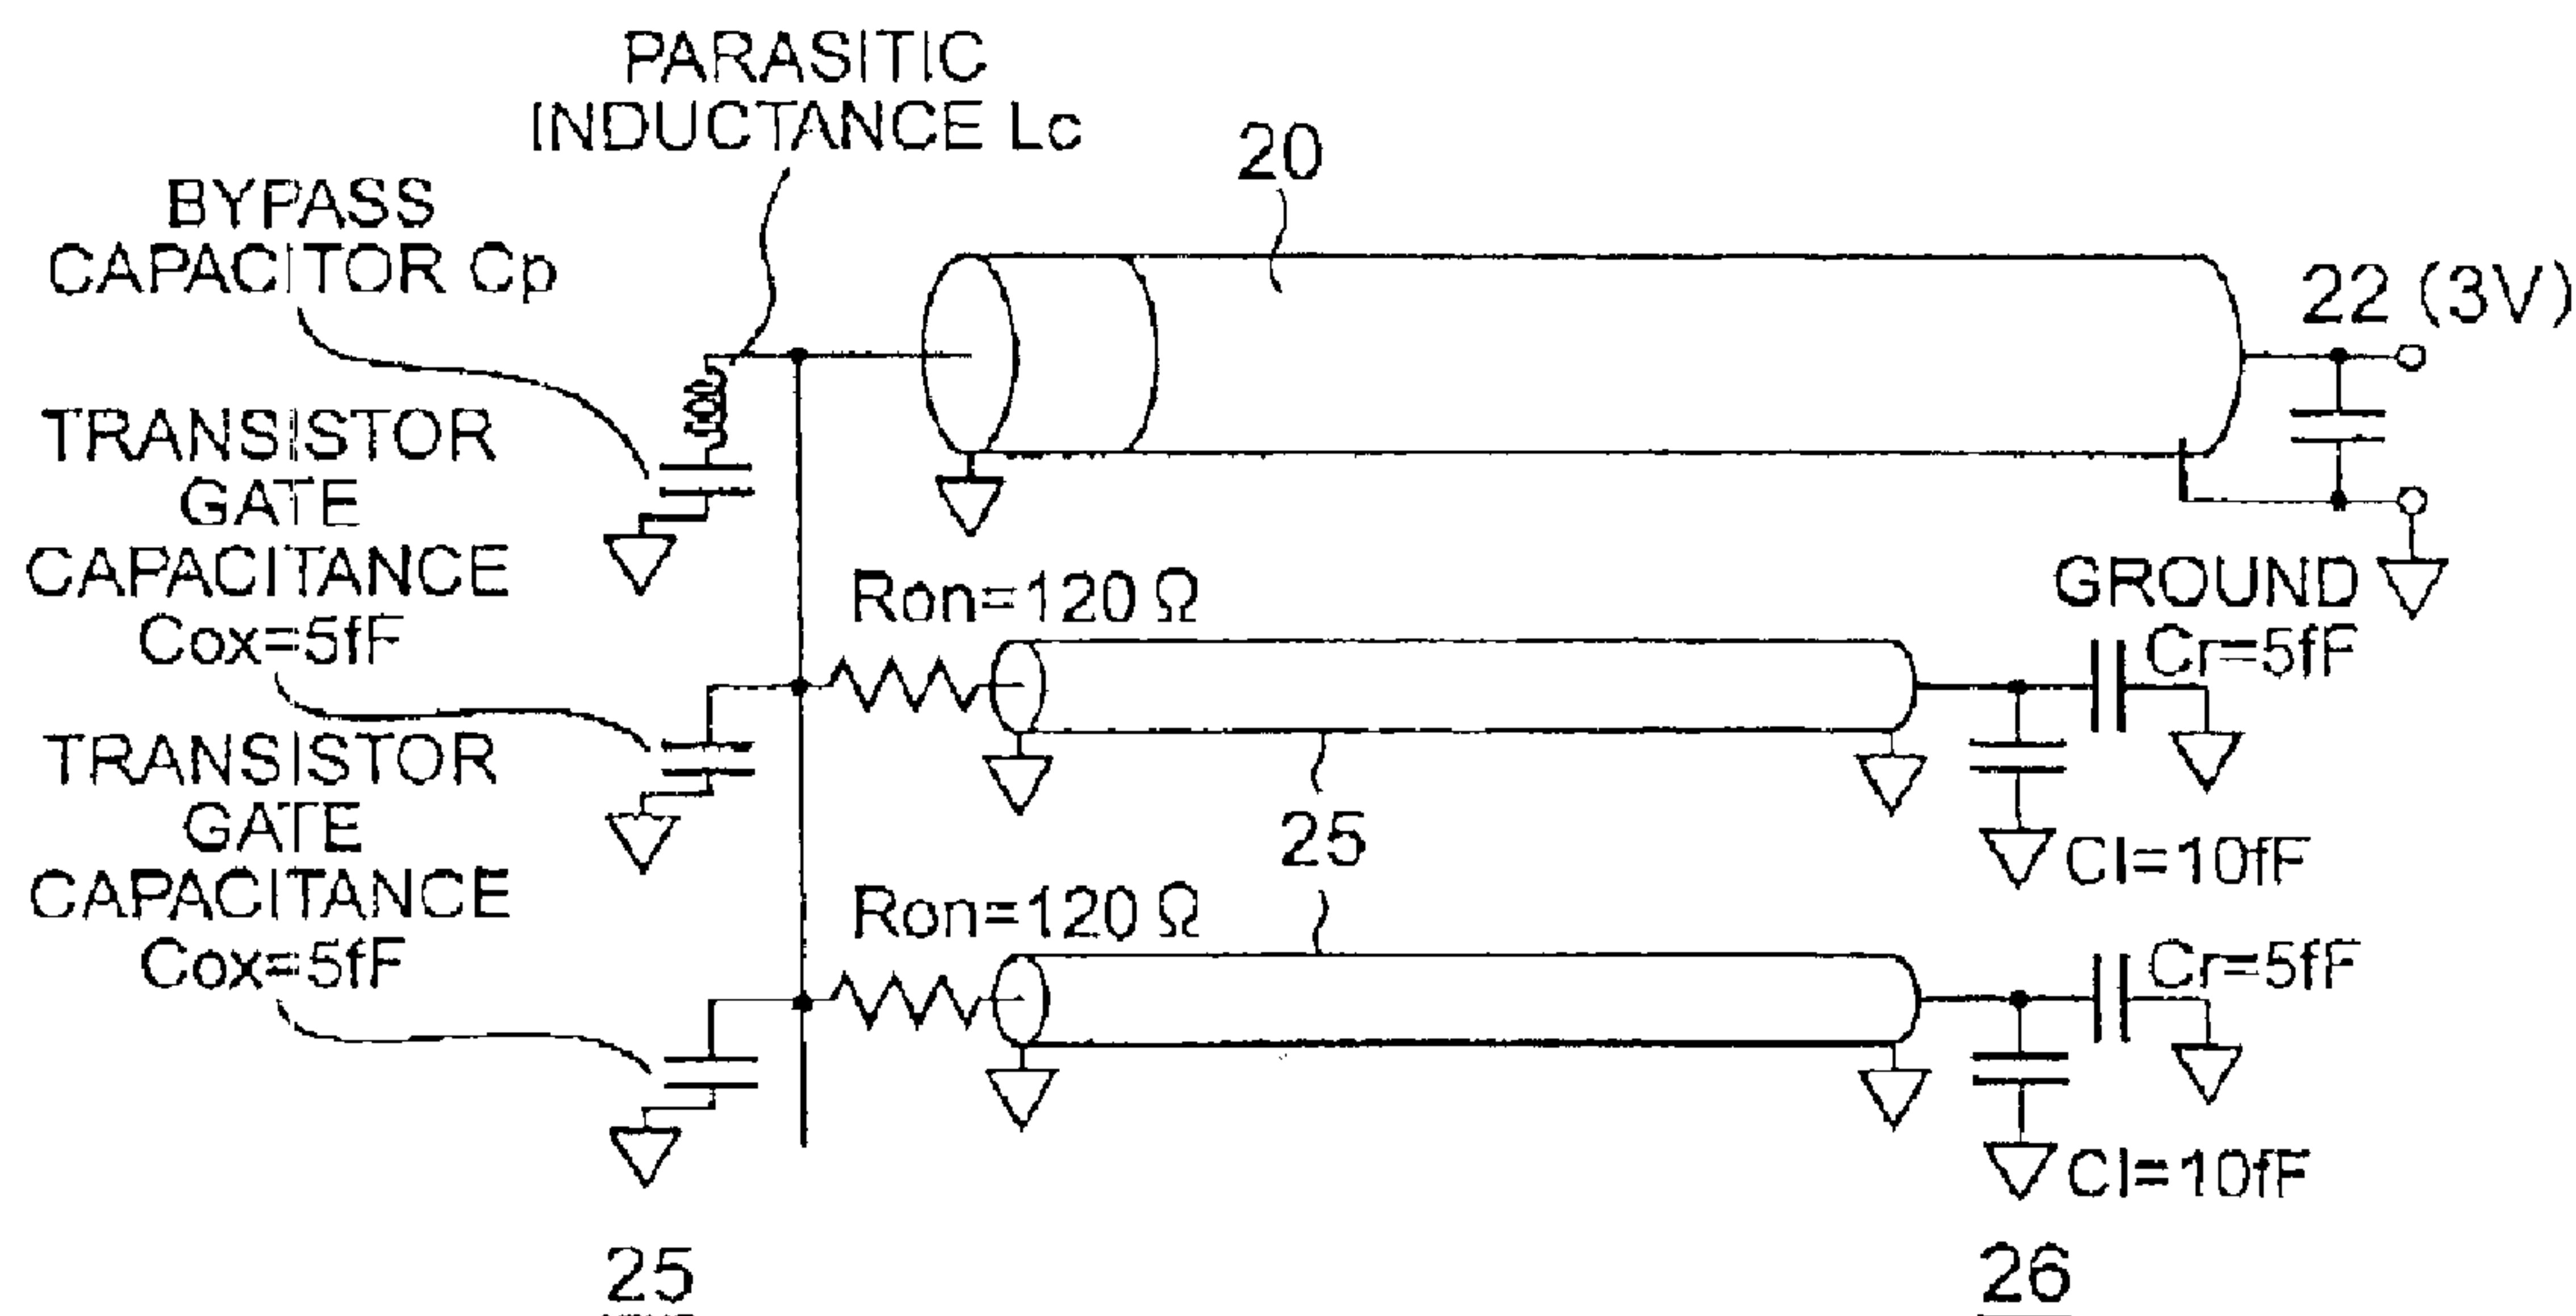 PARASITIC
INDUCTANCE Lc
20
BYPASS
CAPACITOR Cp
22 (3V)
TRANSISTOR
GATE
CAPACITANCE
Cox=5fF
Ron=120 Ω
GROUND
Cr=5fF
25
Cl=10fF
TRANSISTOR
GATE
CAPACITANCE
Cox=5fF
Ron=120 Ω
Cr=5fF
Cl=10fF
25
26